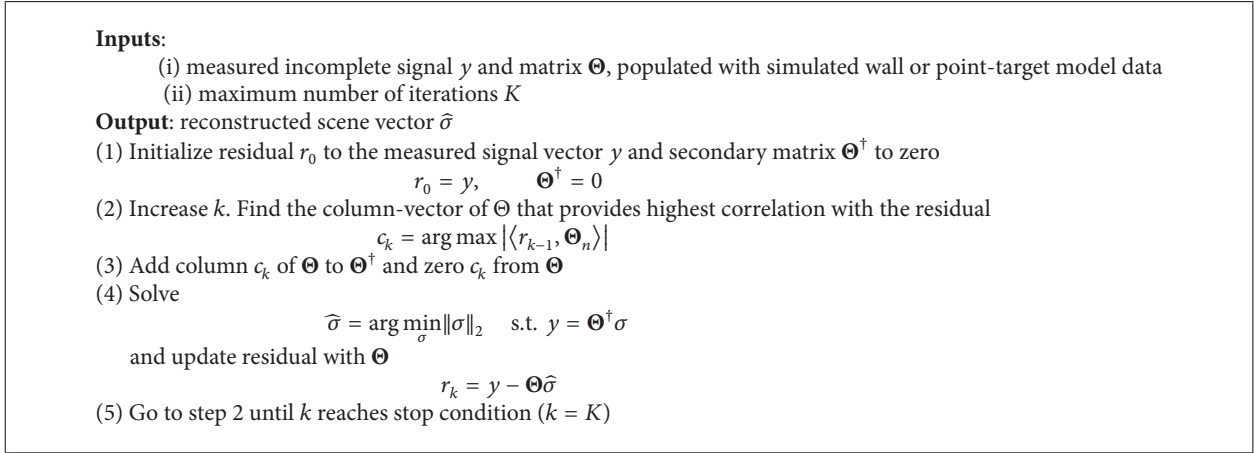 Inputs:
(i) measured incomplete signal y and matrix Θ, populated with simulated wall or point-target model data
(ii) maximum number of iterations K
Output: reconstructed scene vector σ̂
(1) Initialize residual r₀ to the measured signal vector y and secondary matrix Θ† to zero
r₀ = y, Θ† = 0
(2) Increase k. Find the column-vector of Θ that provides highest correlation with the residual
cₖ = arg max |⟨rₖ₋₁, Θₙ⟩|
(3) Add column cₖ of Θ to Θ† and zero cₖ from Θ
(4) Solve
σ̂ = arg min_σ ‖σ‖₂ s.t. y = Θ†σ
and update residual with Θ
rₖ = y − Θσ̂
(5) Go to step 2 until k reaches stop condition (k = K)